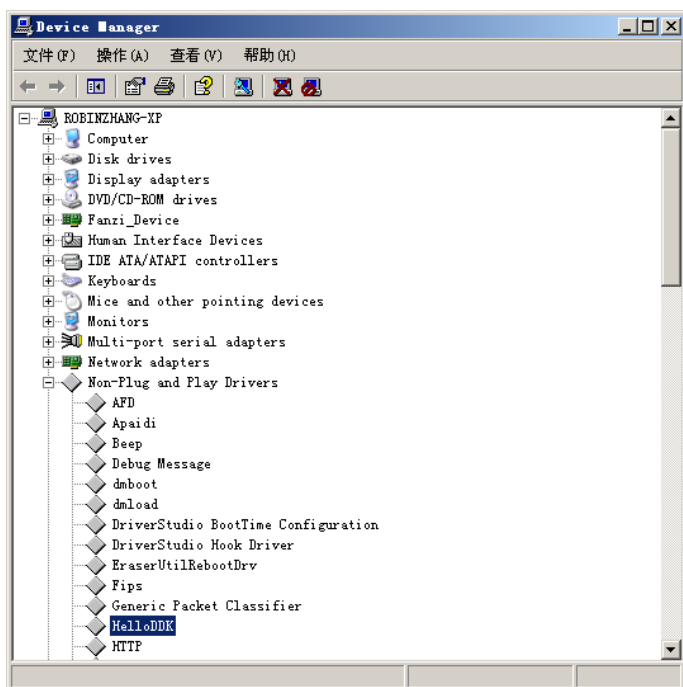 Device Manager
文件(F) 操作(A) 查看(V) 帮助(H)
ROBINZHANG-XP
Computer
Disk drives
Display adapters
DVD/CD-ROM drives
Fanzi_Device
Human Interface Devices
IDE ATA/ATAPI controllers
Keyboards
Mice and other pointing devices
Monitors
Multi-port serial adapters
Network adapters
Non-Plug and Play Drivers
AFD
Apaidi
Beep
Debug Message
dmboot
dmload
DriverStudio BootTime Configuration
DriverStudio Hook Driver
EraserUtilRebootDrv
Fips
Generic Packet Classifier
HelloDDK
HTTP